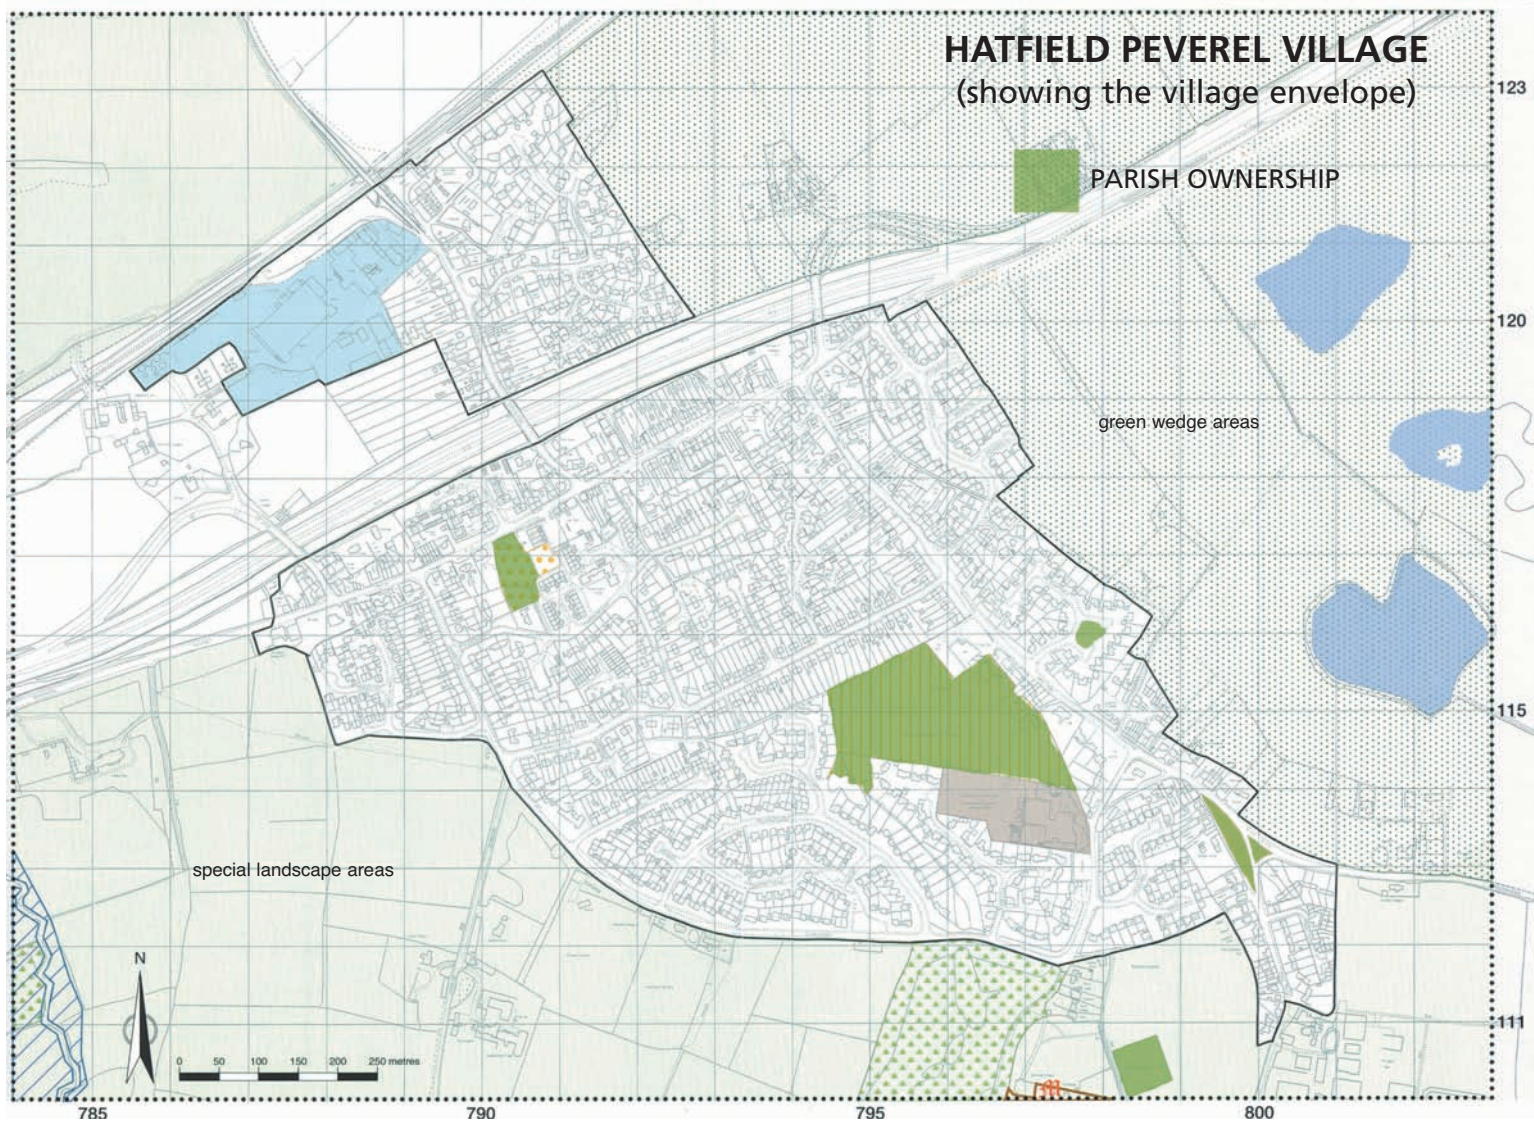 HATFIELD PEVEREL VILLAGE
(showing the village envelope)
123
PARISH OWNERSHIP
120
green wedge areas
115
special landscape areas
N
111
0 50 100 150 200 250 metres
785 790 795 800